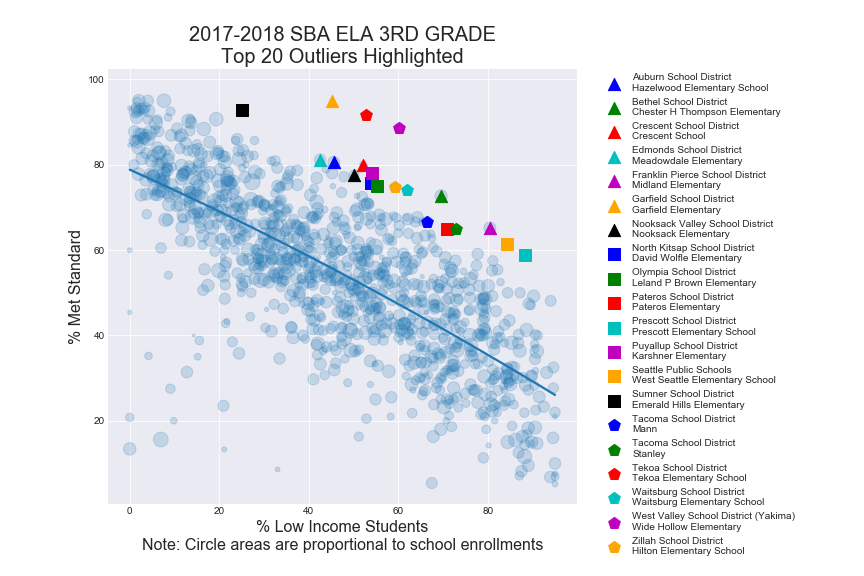 2017-2018 SBA ELA 3RD GRADE
Top 20 Outliers Highlighted
% Met Standard
100
80
60
40
20
0
20
40
60
80
% Low Income Students
Note: Circle areas are proportional to school enrollments
Auburn School District
Hazelwood Elementary School
Bethel School District
Chester H Thompson Elementary
Crescent School District
Crescent School
Edmonds School District
Meadowdale Elementary
Franklin Pierce School District
Midland Elementary
Garfield School District
Garfield Elementary
Nooksack Valley School District
Nooksack Elementary
North Kitsap School District
David Wolfle Elementary
Olympia School District
Leland P Brown Elementary
Pateros School District
Pateros Elementary
Prescott School District
Prescott Elementary School
Puyallup School District
Karshner Elementary
Seattle Public Schools
West Seattle Elementary School
Sumner School District
Emerald Hills Elementary
Tacoma School District
Mann
Tacoma School District
Stanley
Tekoa School District
Tekoa Elementary School
Waitsburg School District
Waitsburg Elementary School
West Valley School District (Yakima)
Wide Hollow Elementary
Zillah School District
Hilton Elementary School